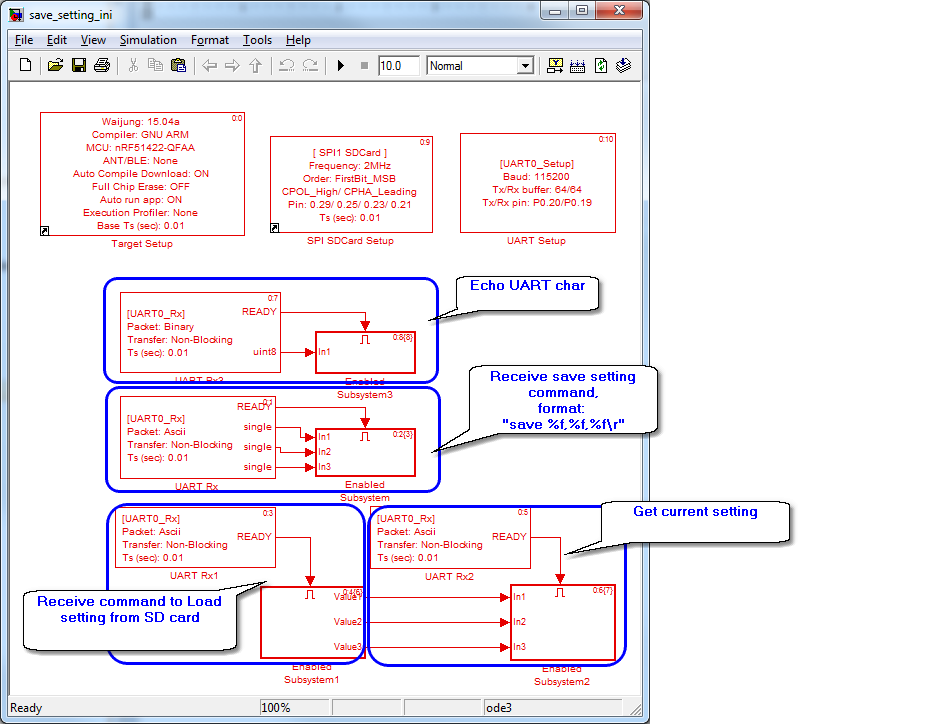 save_setting_ini
File Edit View Simulation Format Tools Help
10.0 Normal
0:0
Waijung: 15.04a
Compiler: GNU ARM
MCU: nRF51422-QFAA
ANT/BLE: None
Auto Compile Download: ON
Full Chip Erase: OFF
Auto run app: ON
Execution Profiler: None
Base Ts (sec): 0.01
Target Setup
0:9
[ SPI1 SDCard ]
Frequency: 2MHz
Order: FirstBit_MSB
CPOL_High/ CPHA_Leading
Pin: 0.29/ 0.25/ 0.23/ 0.21
Ts (sec): 0.01
SPI SDCard Setup
0:10
[UART0_Setup]
Baud: 115200
Tx/Rx buffer: 64/64
Tx/Rx pin: P0.20/P0.19
UART Setup
Echo UART char
0:7
READY
[UART0_Rx]
Packet: Binary
Transfer: Non-Blocking
Ts (sec): 0.01
uint8
UART Rx3
0:8{8}
In1
Enabled
Subsystem3
Receive save setting
command,
format:
"save %f,%f,%f\r"
0:1
READY
[UART0_Rx]
Packet: Ascii
Transfer: Non-Blocking
Ts (sec): 0.01
single
single
single
UART Rx
0:2{3}
In1
In2
In3
Enabled
Subsystem
0:3
[UART0_Rx]
Packet: Ascii
Transfer: Non-Blocking
Ts (sec): 0.01
READY
UART Rx1
0:5
[UART0_Rx]
Packet: Ascii
Transfer: Non-Blocking
Ts (sec): 0.01
READY
UART Rx2
Get current setting
Receive command to Load
setting from SD card
0:4{6}
Value1
Value2
Value3
Enabled
Subsystem1
0:6{7}
In1
In2
In3
Enabled
Subsystem2
Ready 100% ode3